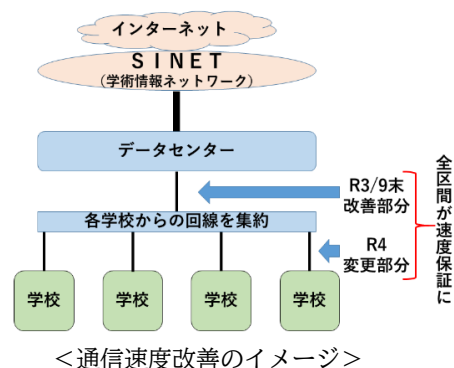 インターネット
ＳＩＮＥＴ
（学術情報ネットワーク）
データセンター
R3/9末
改善部分
各学校からの回線を集約
R4
変更部分
全区間が速度保証に
学校
学校
学校
学校
＜通信速度改善のイメージ＞